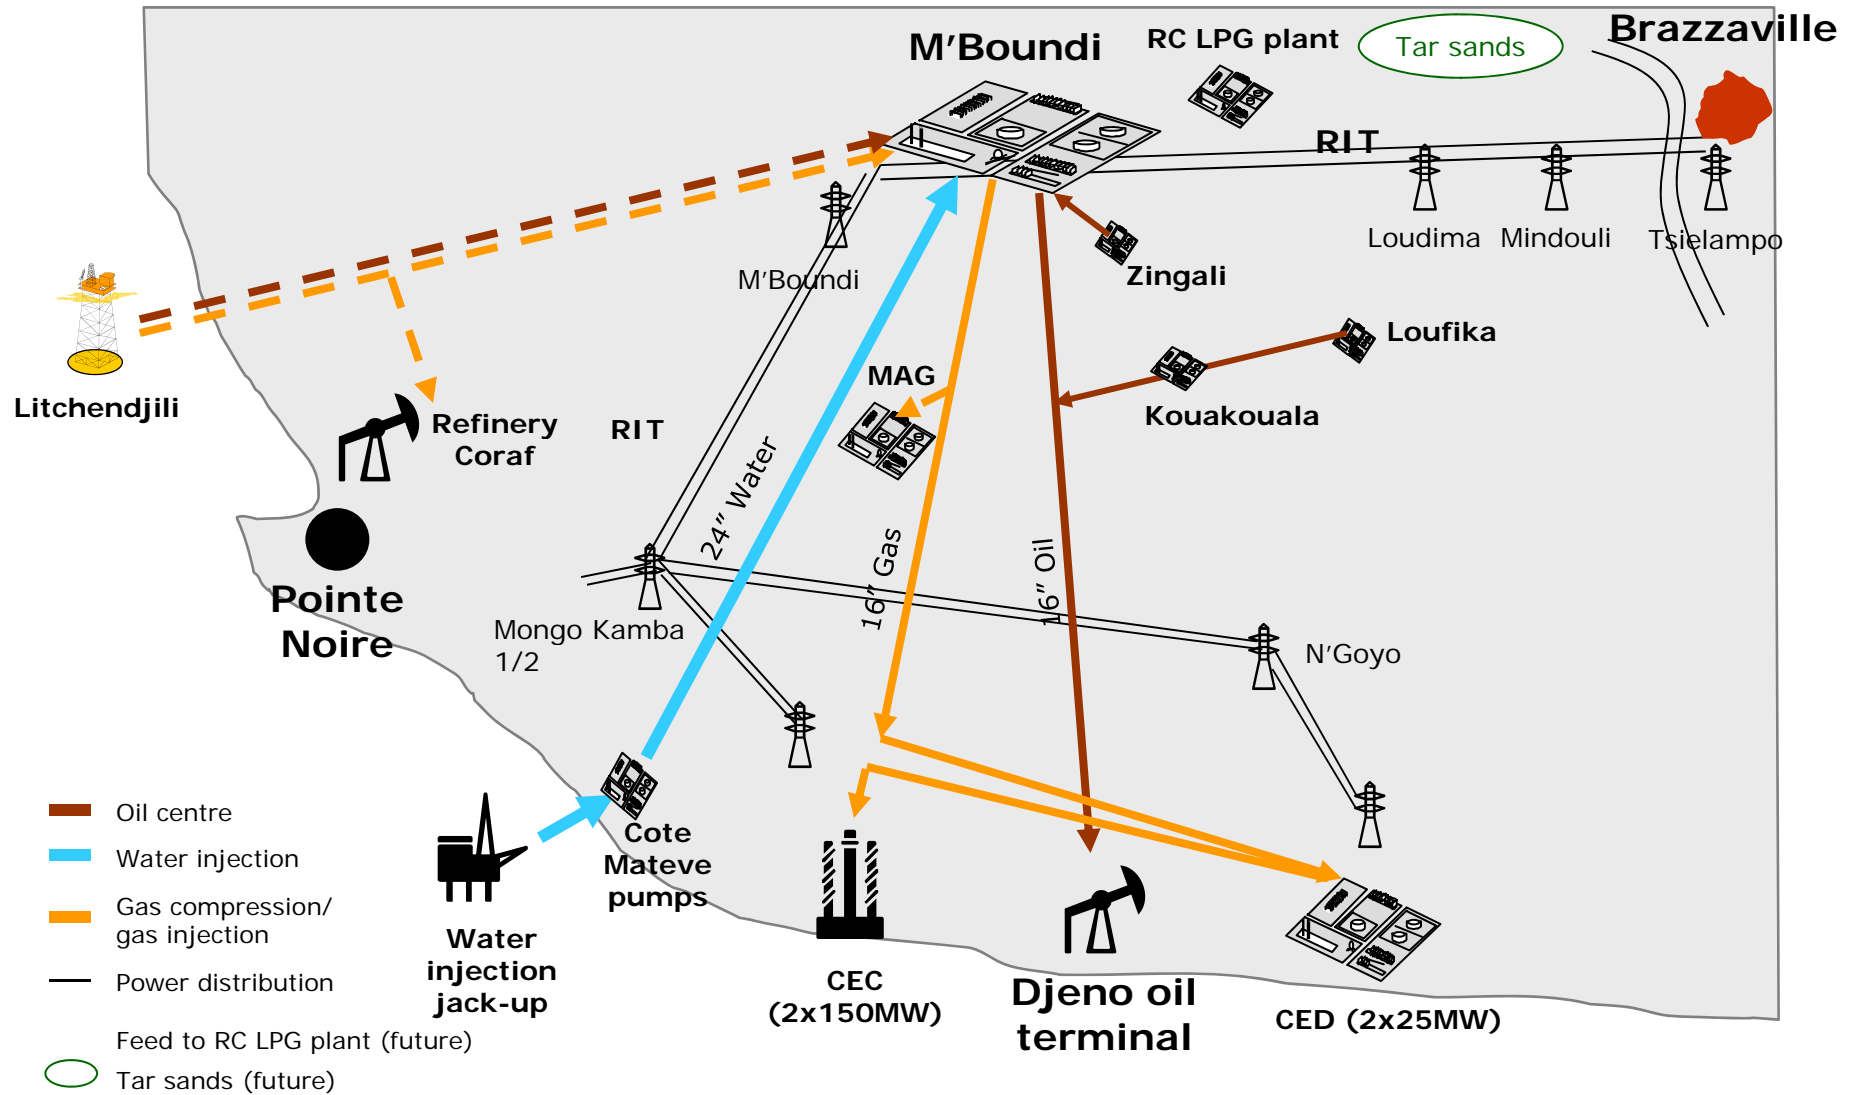 Brazzaville
M’Boundi
RC LPG plant
Tar sands
RIT
Loudima
Mindouli
Tsielampo
M’Boundi
Zingali
Loufika
Litchendjili
MAG
Kouakouala
Refinery
Coraf
RIT
24” Water
16” Gas
16” Oil
Pointe
Noire
Mongo Kamba
1/2
N’Goyo
Oil centre
Water injection
Gas compression/
gas injection
Power distribution
Feed to RC LPG plant (future)
Tar sands (future)
Cote
Mateve
pumps
Water
injection
jack-up
CEC
(2x150MW)
Djeno oil
terminal
CED (2x25MW)